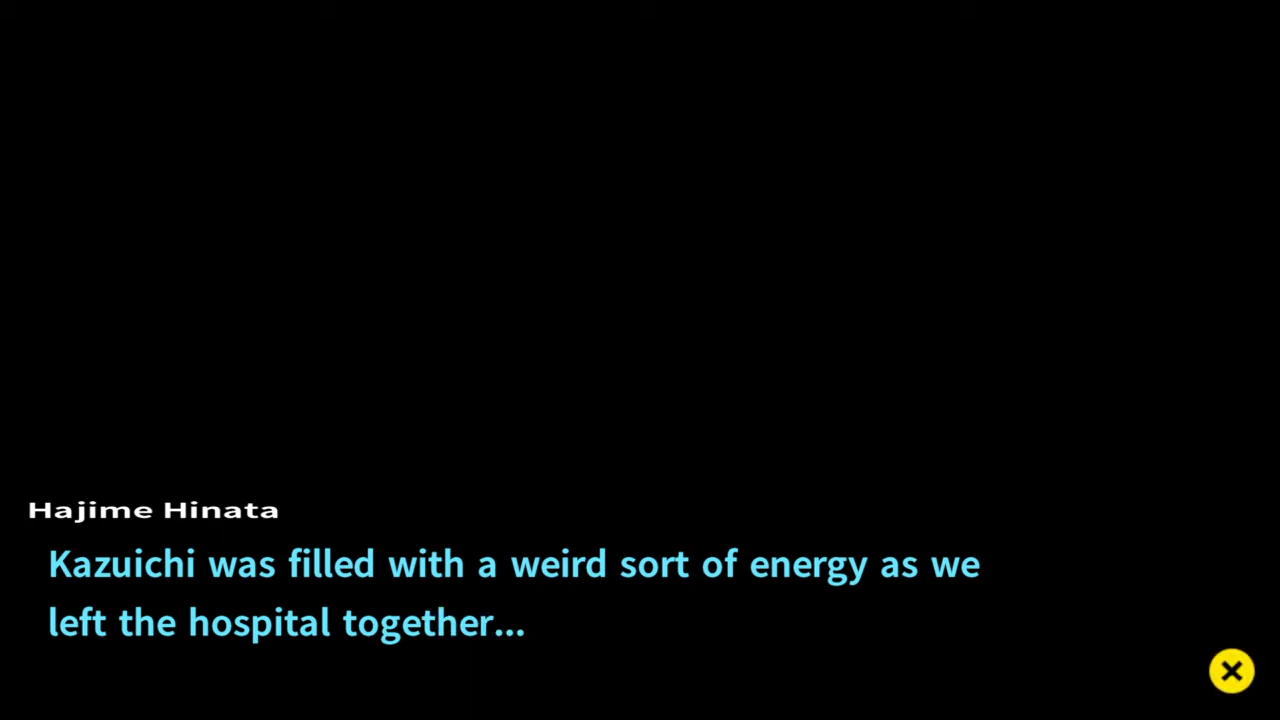 Hajime Hinata
Kazuichi was filled with a weird sort of energy as we
left the hospital together...